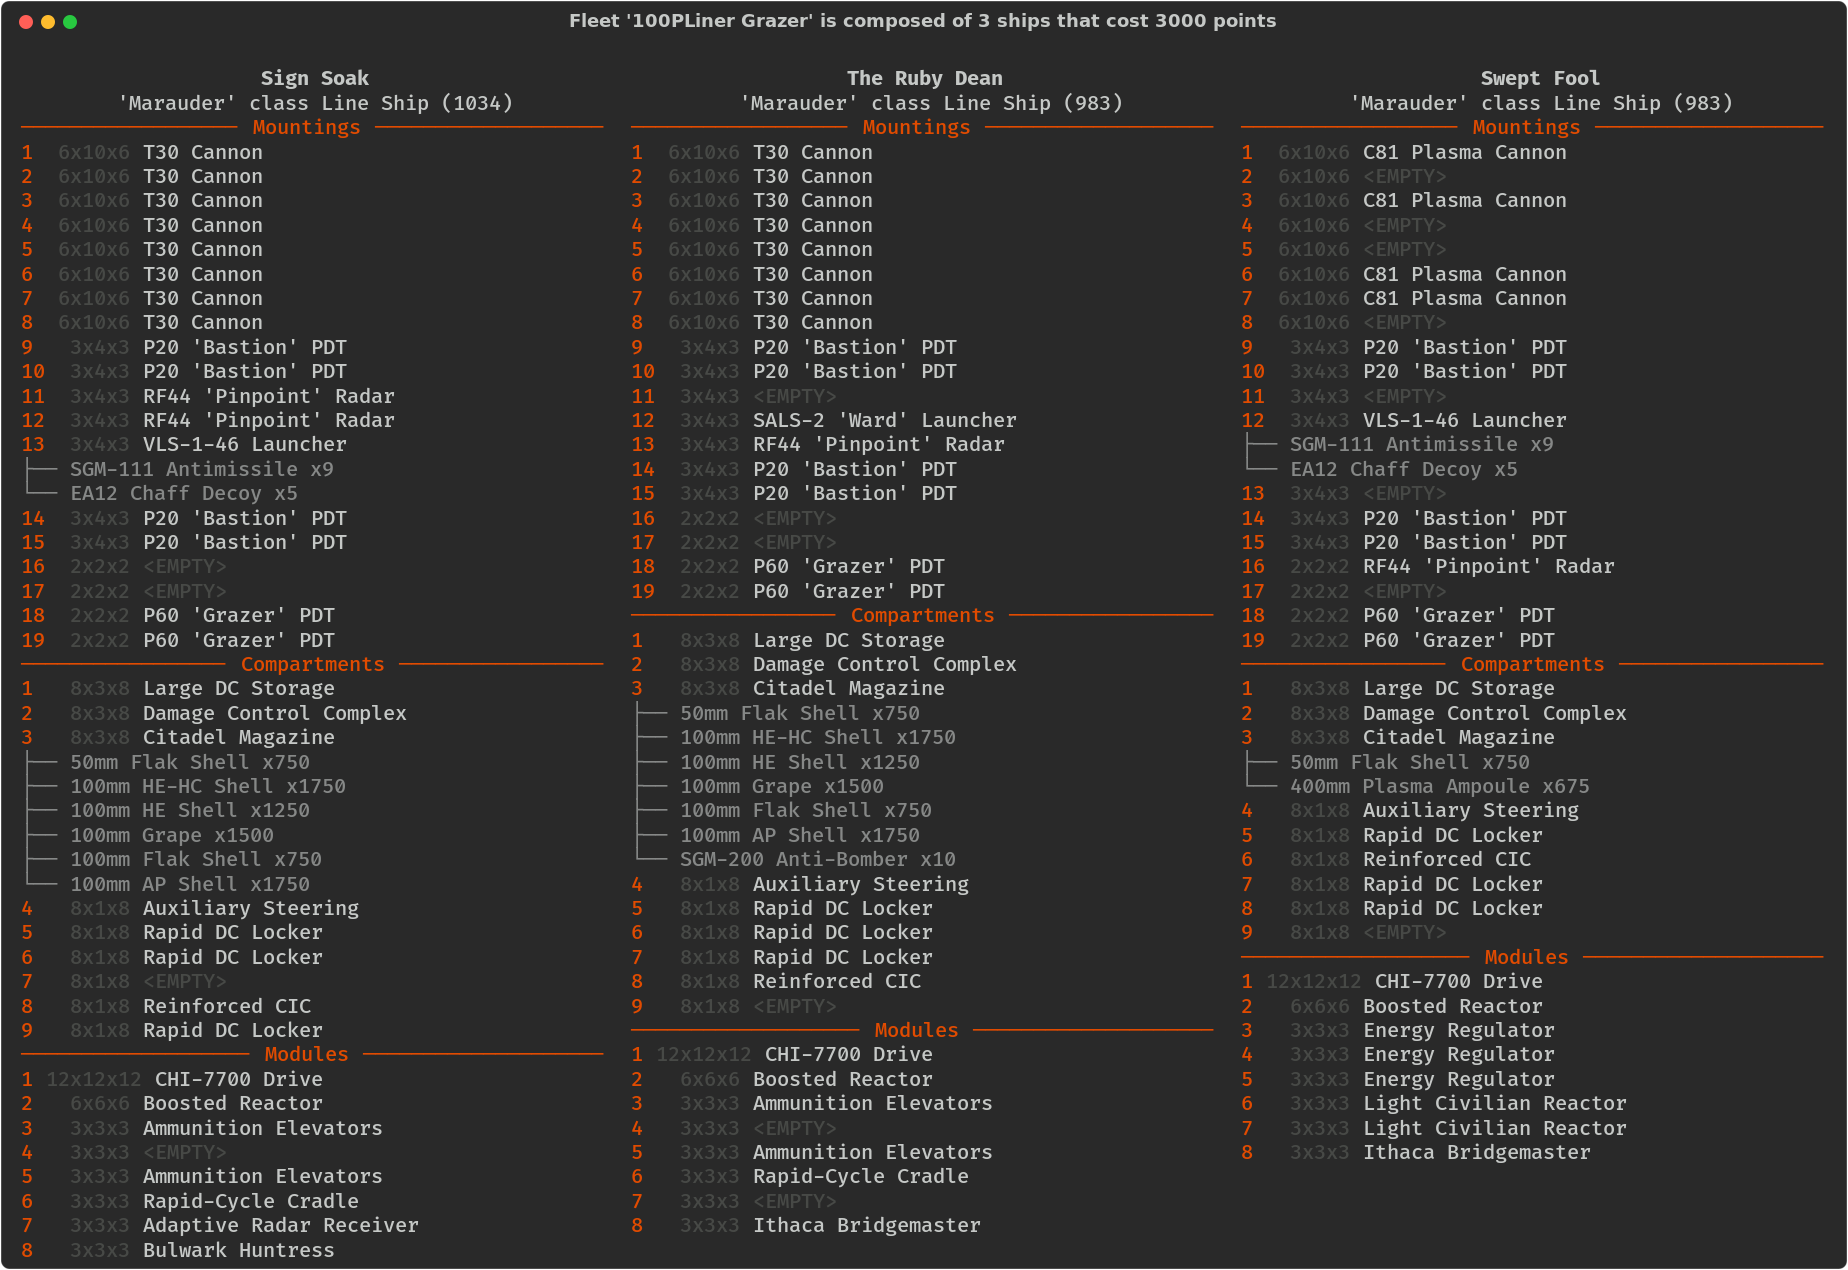 Fleet '100PLiner Grazer' is composed of 3 ships that cost 3000 points
Sign Soak
'Marauder' class Line Ship (1034)
Mountings
1 6x10x6 T30 Cannon
2 6x10x6 T30 Cannon
3 6x10x6 T30 Cannon
4 6x10x6 T30 Cannon
5 6x10x6 T30 Cannon
6 6x10x6 T30 Cannon
7 6x10x6 T30 Cannon
8 6x10x6 T30 Cannon
9 3x4x3 P20 'Bastion' PDT
10 3x4x3 P20 'Bastion' PDT
11 3x4x3 RF44 'Pinpoint' Radar
12 3x4x3 RF44 'Pinpoint' Radar
13 3x4x3 VLS-1-46 Launcher
SGM-111 Antimissile x9
EA12 Chaff Decoy x5
14 3x4x3 P20 'Bastion' PDT
15 3x4x3 P20 'Bastion' PDT
16 2x2x2 <EMPTY>
17 2x2x2 <EMPTY>
18 2x2x2 P60 'Grazer' PDT
19 2x2x2 P60 'Grazer' PDT
Compartments
1 8x3x8 Large DC Storage
2 8x3x8 Damage Control Complex
3 8x3x8 Citadel Magazine
50mm Flak Shell x750
100mm HE-HC Shell x1750
100mm HE Shell x1250
100mm Grape x1500
100mm Flak Shell x750
100mm AP Shell x1750
4 8x1x8 Auxiliary Steering
5 8x1x8 Rapid DC Locker
6 8x1x8 Rapid DC Locker
7 8x1x8 <EMPTY>
8 8x1x8 Reinforced CIC
9 8x1x8 Rapid DC Locker
Modules
1 12x12x12 CHI-7700 Drive
2 6x6x6 Boosted Reactor
3 3x3x3 Ammunition Elevators
4 3x3x3 <EMPTY>
5 3x3x3 Ammunition Elevators
6 3x3x3 Rapid-Cycle Cradle
7 3x3x3 Adaptive Radar Receiver
8 3x3x3 Bulwark Huntress
The Ruby Dean
'Marauder' class Line Ship (983)
Mountings
1 6x10x6 T30 Cannon
2 6x10x6 T30 Cannon
3 6x10x6 T30 Cannon
4 6x10x6 T30 Cannon
5 6x10x6 T30 Cannon
6 6x10x6 T30 Cannon
7 6x10x6 T30 Cannon
8 6x10x6 T30 Cannon
9 3x4x3 P20 'Bastion' PDT
10 3x4x3 P20 'Bastion' PDT
11 3x4x3 <EMPTY>
12 3x4x3 SALS-2 'Ward' Launcher
13 3x4x3 RF44 'Pinpoint' Radar
14 3x4x3 P20 'Bastion' PDT
15 3x4x3 P20 'Bastion' PDT
16 2x2x2 <EMPTY>
17 2x2x2 <EMPTY>
18 2x2x2 P60 'Grazer' PDT
19 2x2x2 P60 'Grazer' PDT
Compartments
1 8x3x8 Large DC Storage
2 8x3x8 Damage Control Complex
3 8x3x8 Citadel Magazine
50mm Flak Shell x750
100mm HE-HC Shell x1750
100mm HE Shell x1250
100mm Grape x1500
100mm Flak Shell x750
100mm AP Shell x1750
SGM-200 Anti-Bomber x10
4 8x1x8 Auxiliary Steering
5 8x1x8 Rapid DC Locker
6 8x1x8 Rapid DC Locker
7 8x1x8 Rapid DC Locker
8 8x1x8 Reinforced CIC
9 8x1x8 <EMPTY>
Modules
1 12x12x12 CHI-7700 Drive
2 6x6x6 Boosted Reactor
3 3x3x3 Ammunition Elevators
4 3x3x3 <EMPTY>
5 3x3x3 Ammunition Elevators
6 3x3x3 Rapid-Cycle Cradle
7 3x3x3 <EMPTY>
8 3x3x3 Ithaca Bridgemaster
Swept Fool
'Marauder' class Line Ship (983)
Mountings
1 6x10x6 C81 Plasma Cannon
2 6x10x6 <EMPTY>
3 6x10x6 C81 Plasma Cannon
4 6x10x6 <EMPTY>
5 6x10x6 <EMPTY>
6 6x10x6 C81 Plasma Cannon
7 6x10x6 C81 Plasma Cannon
8 6x10x6 <EMPTY>
9 3x4x3 P20 'Bastion' PDT
10 3x4x3 P20 'Bastion' PDT
11 3x4x3 <EMPTY>
12 3x4x3 VLS-1-46 Launcher
SGM-111 Antimissile x9
EA12 Chaff Decoy x5
13 3x4x3 <EMPTY>
14 3x4x3 P20 'Bastion' PDT
15 3x4x3 P20 'Bastion' PDT
16 2x2x2 RF44 'Pinpoint' Radar
17 2x2x2 <EMPTY>
18 2x2x2 P60 'Grazer' PDT
19 2x2x2 P60 'Grazer' PDT
Compartments
1 8x3x8 Large DC Storage
2 8x3x8 Damage Control Complex
3 8x3x8 Citadel Magazine
50mm Flak Shell x750
400mm Plasma Ampoule x675
4 8x1x8 Auxiliary Steering
5 8x1x8 Rapid DC Locker
6 8x1x8 Reinforced CIC
7 8x1x8 Rapid DC Locker
8 8x1x8 Rapid DC Locker
9 8x1x8 <EMPTY>
Modules
1 12x12x12 CHI-7700 Drive
2 6x6x6 Boosted Reactor
3 3x3x3 Energy Regulator
4 3x3x3 Energy Regulator
5 3x3x3 Energy Regulator
6 3x3x3 Light Civilian Reactor
7 3x3x3 Light Civilian Reactor
8 3x3x3 Ithaca Bridgemaster